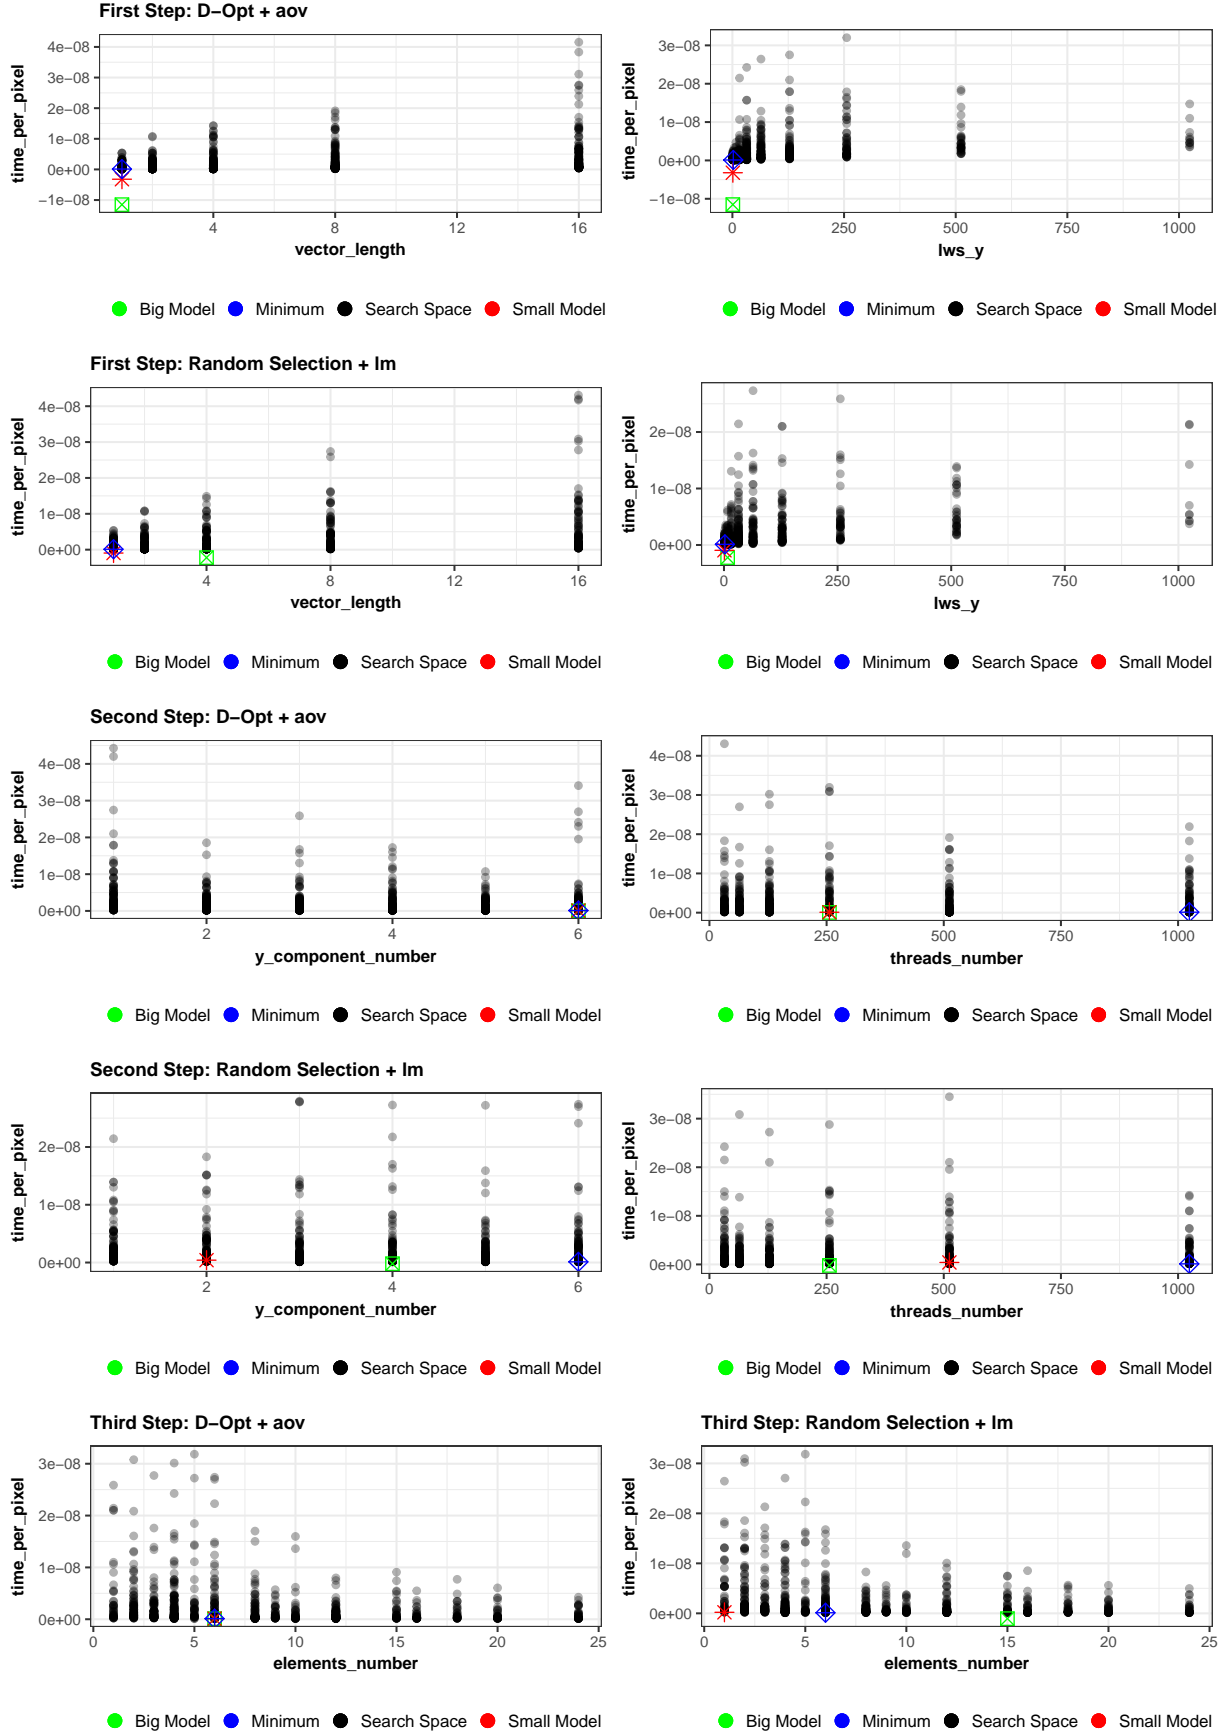 First Step: D−Opt + aov
time_per_pixel
4e−08
3e−08
2e−08
1e−08
0e+00
−1e−08
4 8 12 16
vector_length
Big Model Minimum Search Space Small Model
time_per_pixel
3e−08
2e−08
1e−08
0e+00
−1e−08
0 250 500 750 1000
lws_y
Big Model Minimum Search Space Small Model
First Step: Random Selection + lm
time_per_pixel
4e−08
3e−08
2e−08
1e−08
0e+00
4 8 12 16
vector_length
Big Model Minimum Search Space Small Model
time_per_pixel
2e−08
1e−08
0e+00
0 250 500 750 1000
lws_y
Big Model Minimum Search Space Small Model
Second Step: D−Opt + aov
time_per_pixel
4e−08
3e−08
2e−08
1e−08
0e+00
2 4 6
y_component_number
Big Model Minimum Search Space Small Model
time_per_pixel
4e−08
3e−08
2e−08
1e−08
0e+00
0 250 500 750 1000
threads_number
Big Model Minimum Search Space Small Model
Second Step: Random Selection + lm
time_per_pixel
2e−08
1e−08
0e+00
2 4 6
y_component_number
Big Model Minimum Search Space Small Model
time_per_pixel
3e−08
2e−08
1e−08
0e+00
0 250 500 750 1000
threads_number
Big Model Minimum Search Space Small Model
Third Step: D−Opt + aov
time_per_pixel
3e−08
2e−08
1e−08
0e+00
0 5 10 15 20 25
elements_number
Big Model Minimum Search Space Small Model
Third Step: Random Selection + lm
time_per_pixel
3e−08
2e−08
1e−08
0e+00
0 5 10 15 20 25
elements_number
Big Model Minimum Search Space Small Model